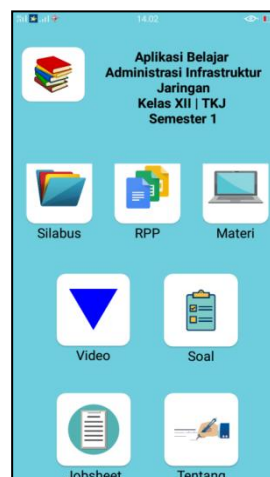 14.02
Aplikasi Belajar
Administrasi Infrastruktur
Jaringan
Kelas XII | TKJ
Semester 1
Silabus RPP Materi
Video Soal
Jobsheet Tentang